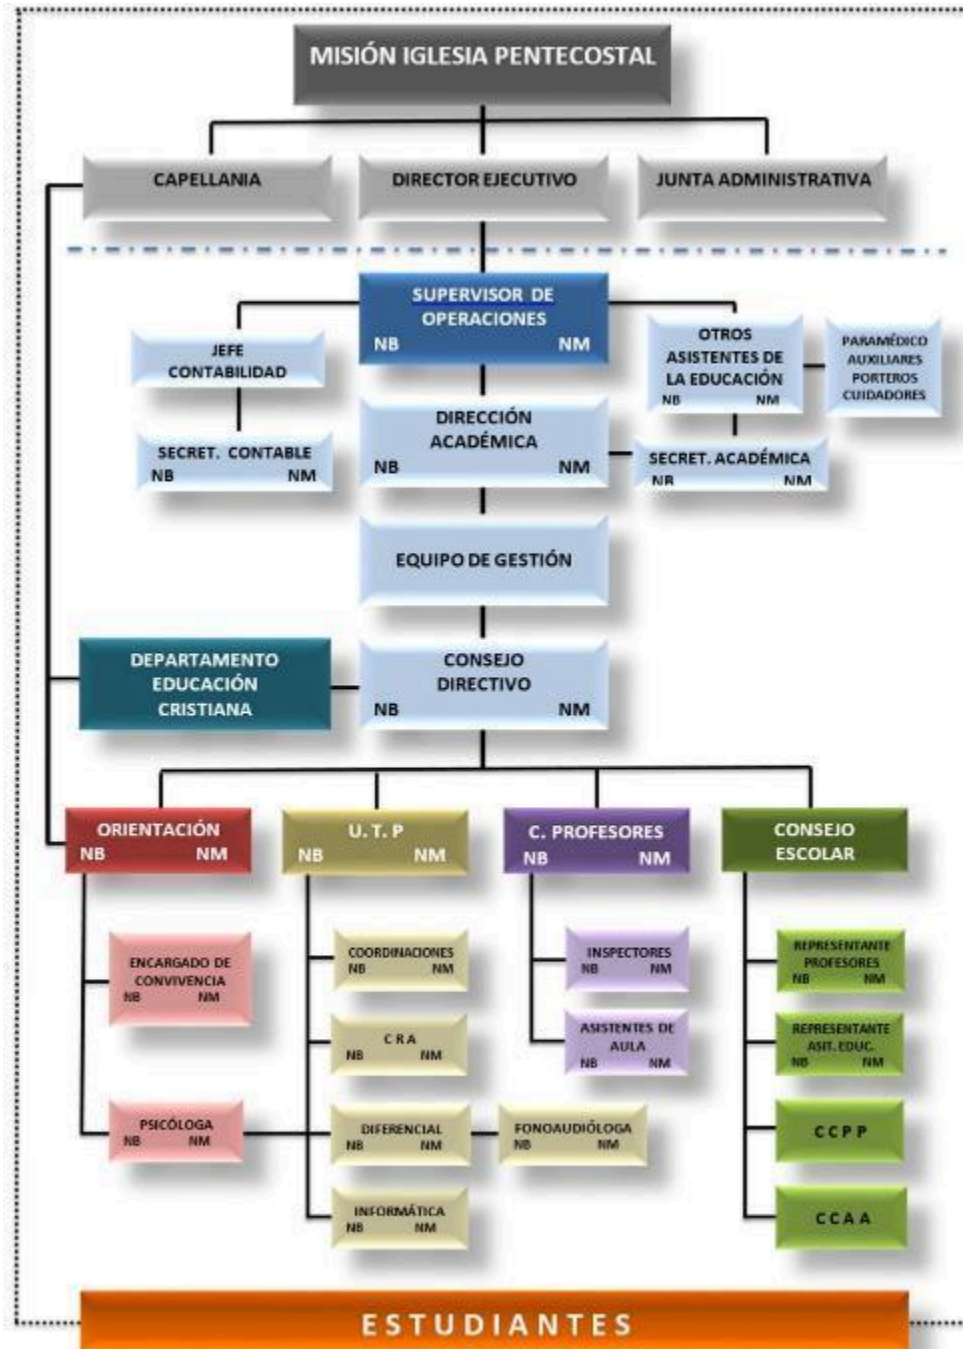 MISIÓN IGLESIA PENTECOSTAL
CAPELLANIA
DIRECTOR EJECUTIVO
JUNTA ADMINISTRATIVA
SUPERVISOR DE
OPERACIONES
NB NM
JEFE
CONTABILIDAD
OTROS
ASISTENTES DE
LA EDUCACIÓN
NB NM
PARAMÉDICO
AUXILIARES
PORTEROS
CUIDADORES
SECRET. CONTABLE
NB NM
DIRECCIÓN
ACADÉMICA
NB NM
SECRET. ACADÉMICA
NB NM
EQUIPO DE GESTIÓN
DEPARTAMENTO
EDUCACIÓN
CRISTIANA
CONSEJO
DIRECTIVO
NB NM
ORIENTACIÓN
NB NM
U. T. P
NB NM
C. PROFESORES
NB NM
CONSEJO
ESCOLAR
ENCARGADO DE
CONVIVENCIA
NB NM
COORDINACIONES
NB NM
INSPECTORES
NB NM
REPRESENTANTE
PROFESORES
NB NM
C R A
NB NM
ASISTENTES DE
AULA
NB NM
REPRESENTANTE
ASIT. EDUC.
NB NM
PSICÓLOGA
NB NM
DIFERENCIAL
NB NM
FONOAUDIÓLOGA
NB NM
C C P P
INFORMÁTICA
NB NM
C C A A
ESTUDIANTES